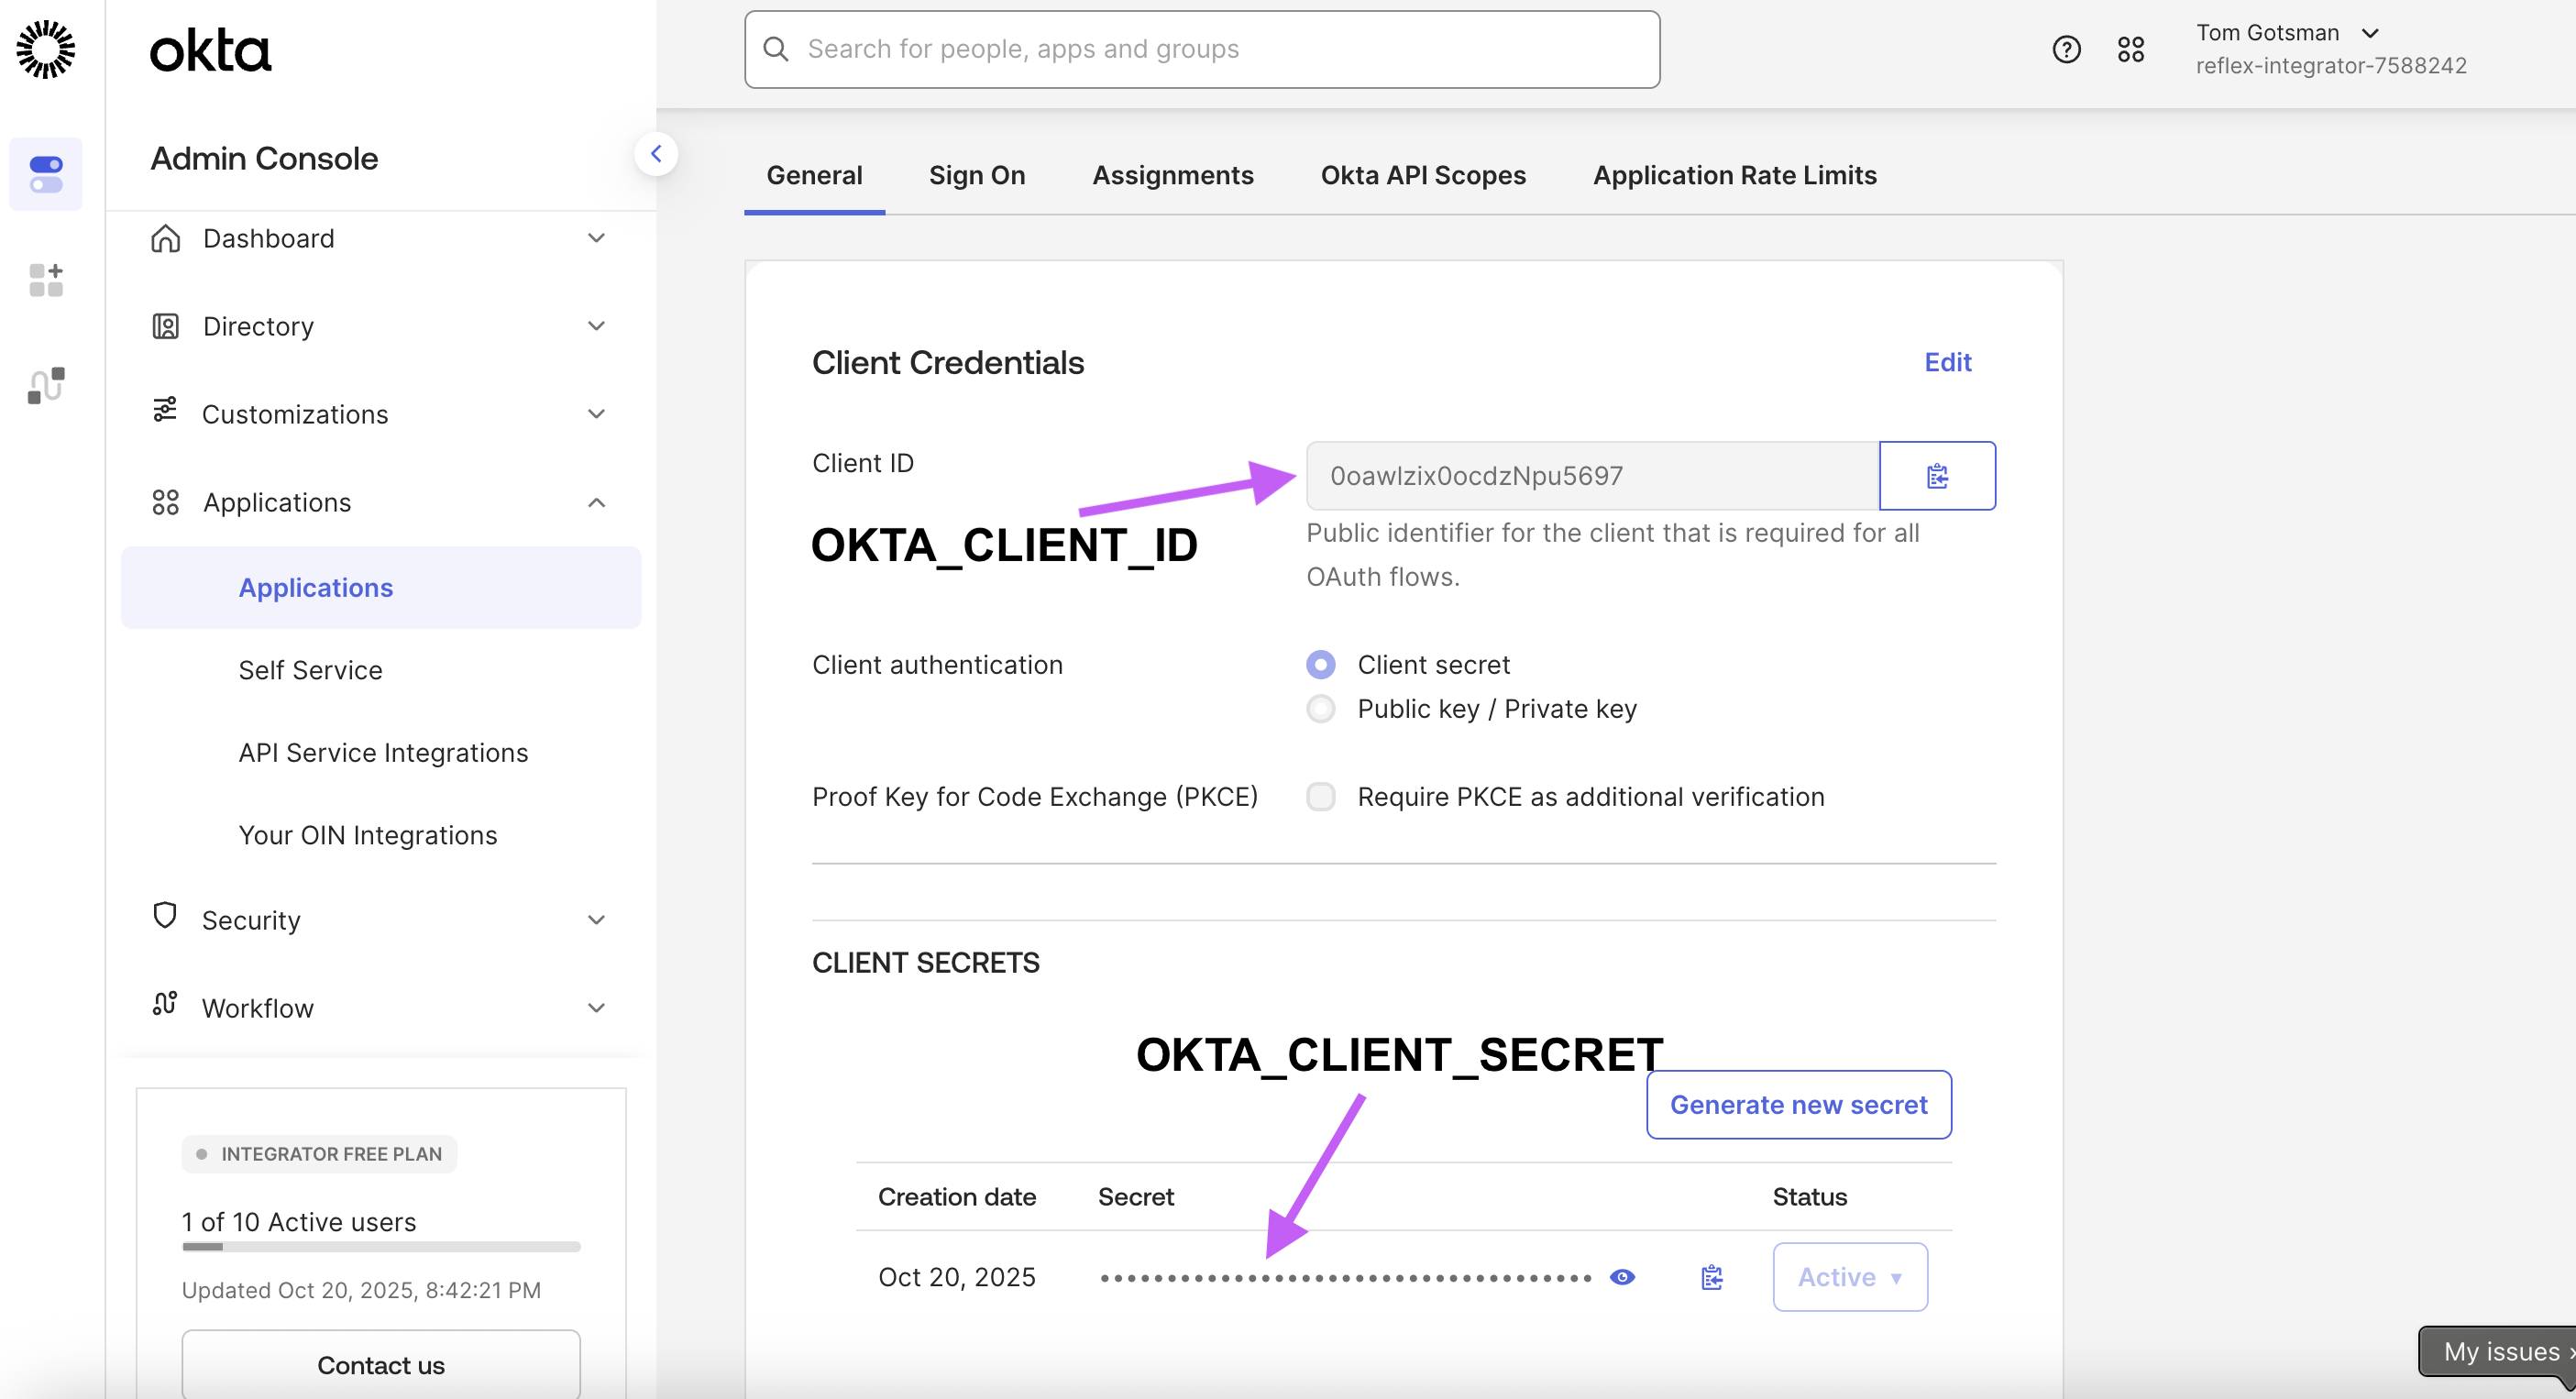 okta
Search for people, apps and groups
Tom Gotsman
reflex-integrator-7588242
Admin Console
Dashboard
Directory
Customizations
Applications
Applications
Self Service
API Service Integrations
Your OIN Integrations
Security
Workflow
INTEGRATOR FREE PLAN
1 of 10 Active users
Updated Oct 20, 2025, 8:42:21 PM
Contact us
General Sign On Assignments Okta API Scopes Application Rate Limits
Client Credentials Edit
Client ID 0oawlzix0ocdzNpu5697
OKTA_CLIENT_ID
Public identifier for the client that is required for all
OAuth flows.
Client authentication Client secret
Public key / Private key
Proof Key for Code Exchange (PKCE) Require PKCE as additional verification
CLIENT SECRETS
OKTA_CLIENT_SECRET
Generate new secret
Creation date Secret Status
Oct 20, 2025 Active
My issues